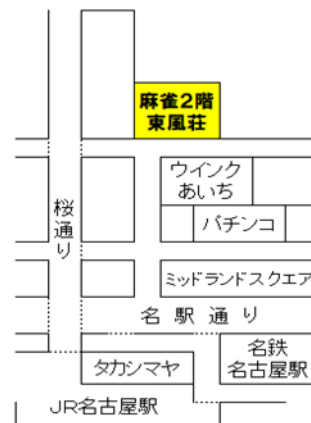 麻雀2階
東風荘
ウインク
あいち
桜通り
パチンコ
ミッドランドスクエア
名駅通り
名鉄
名古屋駅
タカシマヤ
JR名古屋駅